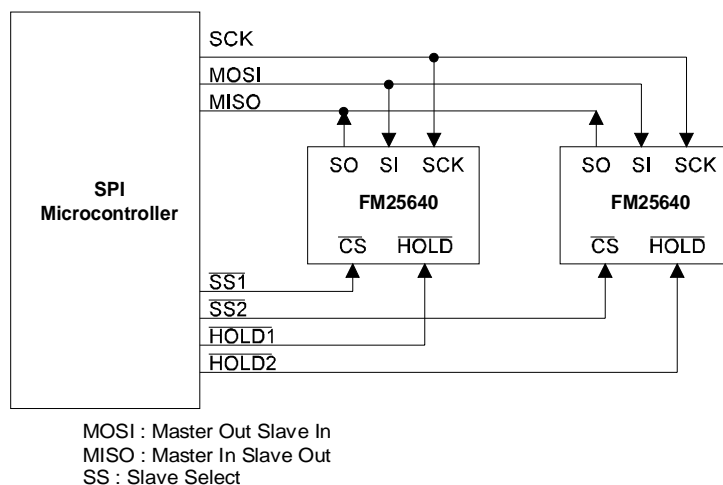 SCK
MOSI
MISO
SO SI SCK
FM25640
CS HOLD
SO SI SCK
FM25640
CS HOLD
SPI
Microcontroller
SS1
SS2
HOLD1
HOLD2
MOSI : Master Out Slave In
MISO : Master In Slave Out
SS : Slave Select